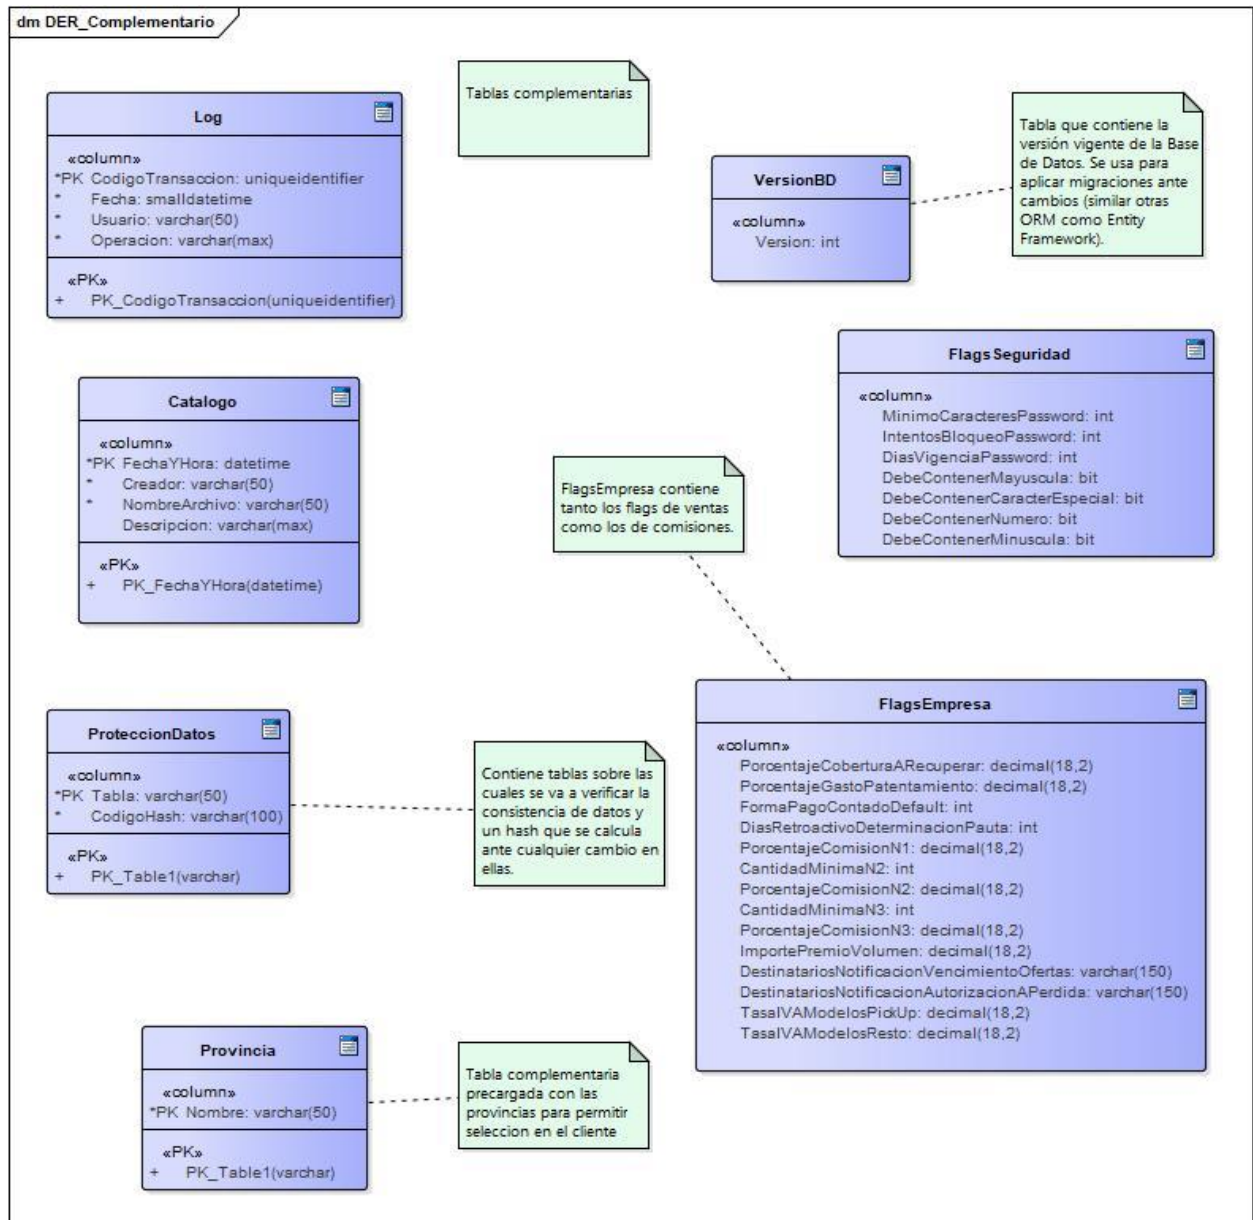 dm DER_Complementario
Tablas complementarias
Log
«column»
*PK CodigoTransaccion: uniqueidentifier
* Fecha: smalldatetime
* Usuario: varchar(50)
* Operacion: varchar(max)
«PK»
+ PK_CodigoTransaccion(uniqueidentifier)
VersionBD
«column»
Version: int
Tabla que contiene la
versión vigente de la Base
de Datos. Se usa para
aplicar migraciones ante
cambios (similar otras
ORM como Entity
Framework).
FlagsSeguridad
«column»
MinimoCaracteresPassword: int
IntentosBloqueoPassword: int
DiasVigenciaPassword: int
DebeContenerMayuscula: bit
DebeContenerCaracterEspecial: bit
DebeContenerNumero: bit
DebeContenerMinuscula: bit
Catalogo
«column»
*PK FechaYHora: datetime
* Creador: varchar(50)
* NombreArchivo: varchar(50)
Descripcion: varchar(max)
«PK»
+ PK_FechaYHora(datetime)
FlagsEmpresa contiene
tanto los flags de ventas
como los de comisiones.
FlagsEmpresa
«column»
PorcentajeCoberturaARecuperar: decimal(18,2)
PorcentajeGastoPatentamiento: decimal(18,2)
FormaPagoContadoDefault: int
DiasRetroactivoDeterminacionPauta: int
PorcentajeComisionN1: decimal(18,2)
CantidadMinimaN2: int
PorcentajeComisionN2: decimal(18,2)
CantidadMinimaN3: int
PorcentajeComisionN3: decimal(18,2)
ImportePremioVolumen: decimal(18,2)
DestinatariosNotificacionVencimientoOfertas: varchar(150)
DestinatariosNotificacionAutorizacionAPerdida: varchar(150)
TasaIVAModelosPickUp: decimal(18,2)
TasaIVAModelosResto: decimal(18,2)
ProteccionDatos
«column»
*PK Tabla: varchar(50)
* CodigoHash: varchar(100)
«PK»
+ PK_Table1(varchar)
Contiene tablas sobre las
cuales se va a verificar la
consistencia de datos y
un hash que se calcula
ante cualquier cambio en
ellas.
Provincia
«column»
*PK Nombre: varchar(50)
«PK»
+ PK_Table1(varchar)
Tabla complementaria
precargada con las
provincias para permitir
seleccion en el cliente